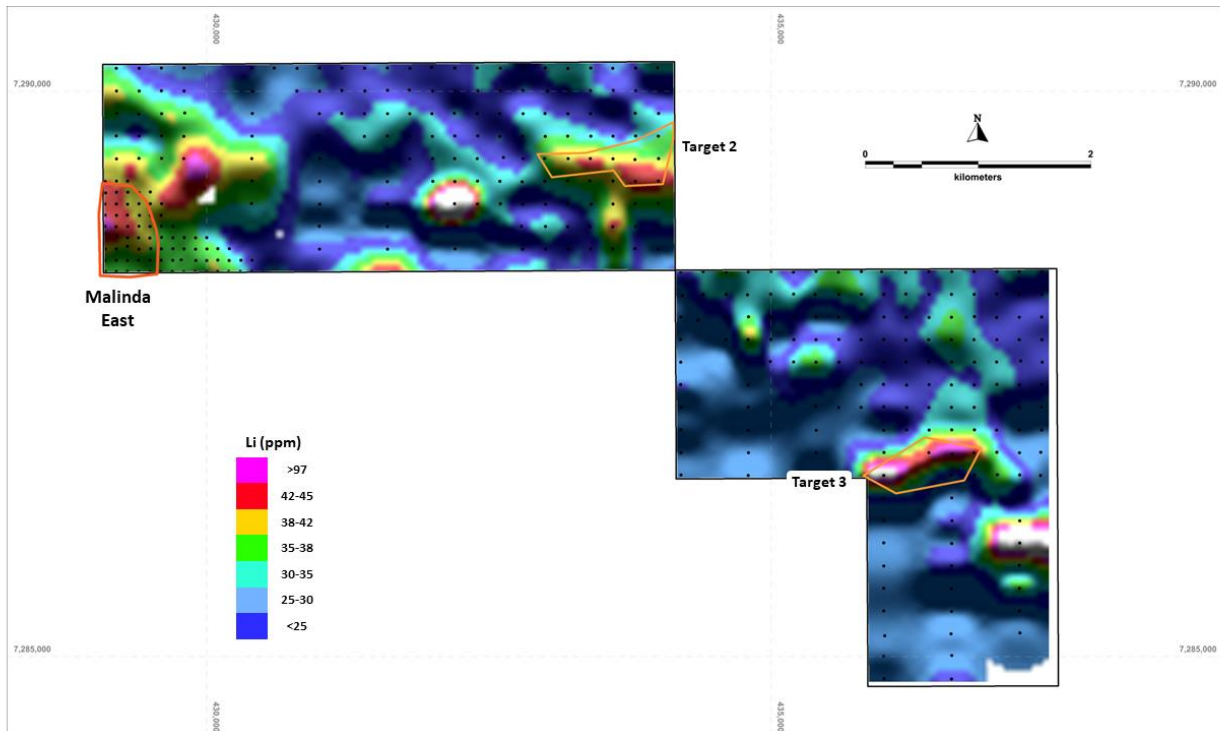 430,000
435,000
7,290,000
7,290,000
N
0
2
kilometers
Target 2
Malinda
East
Target 3
Li (ppm)
>97
42-45
38-42
35-38
30-35
25-30
<25
7,285,000
7,285,000
430,000
435,000